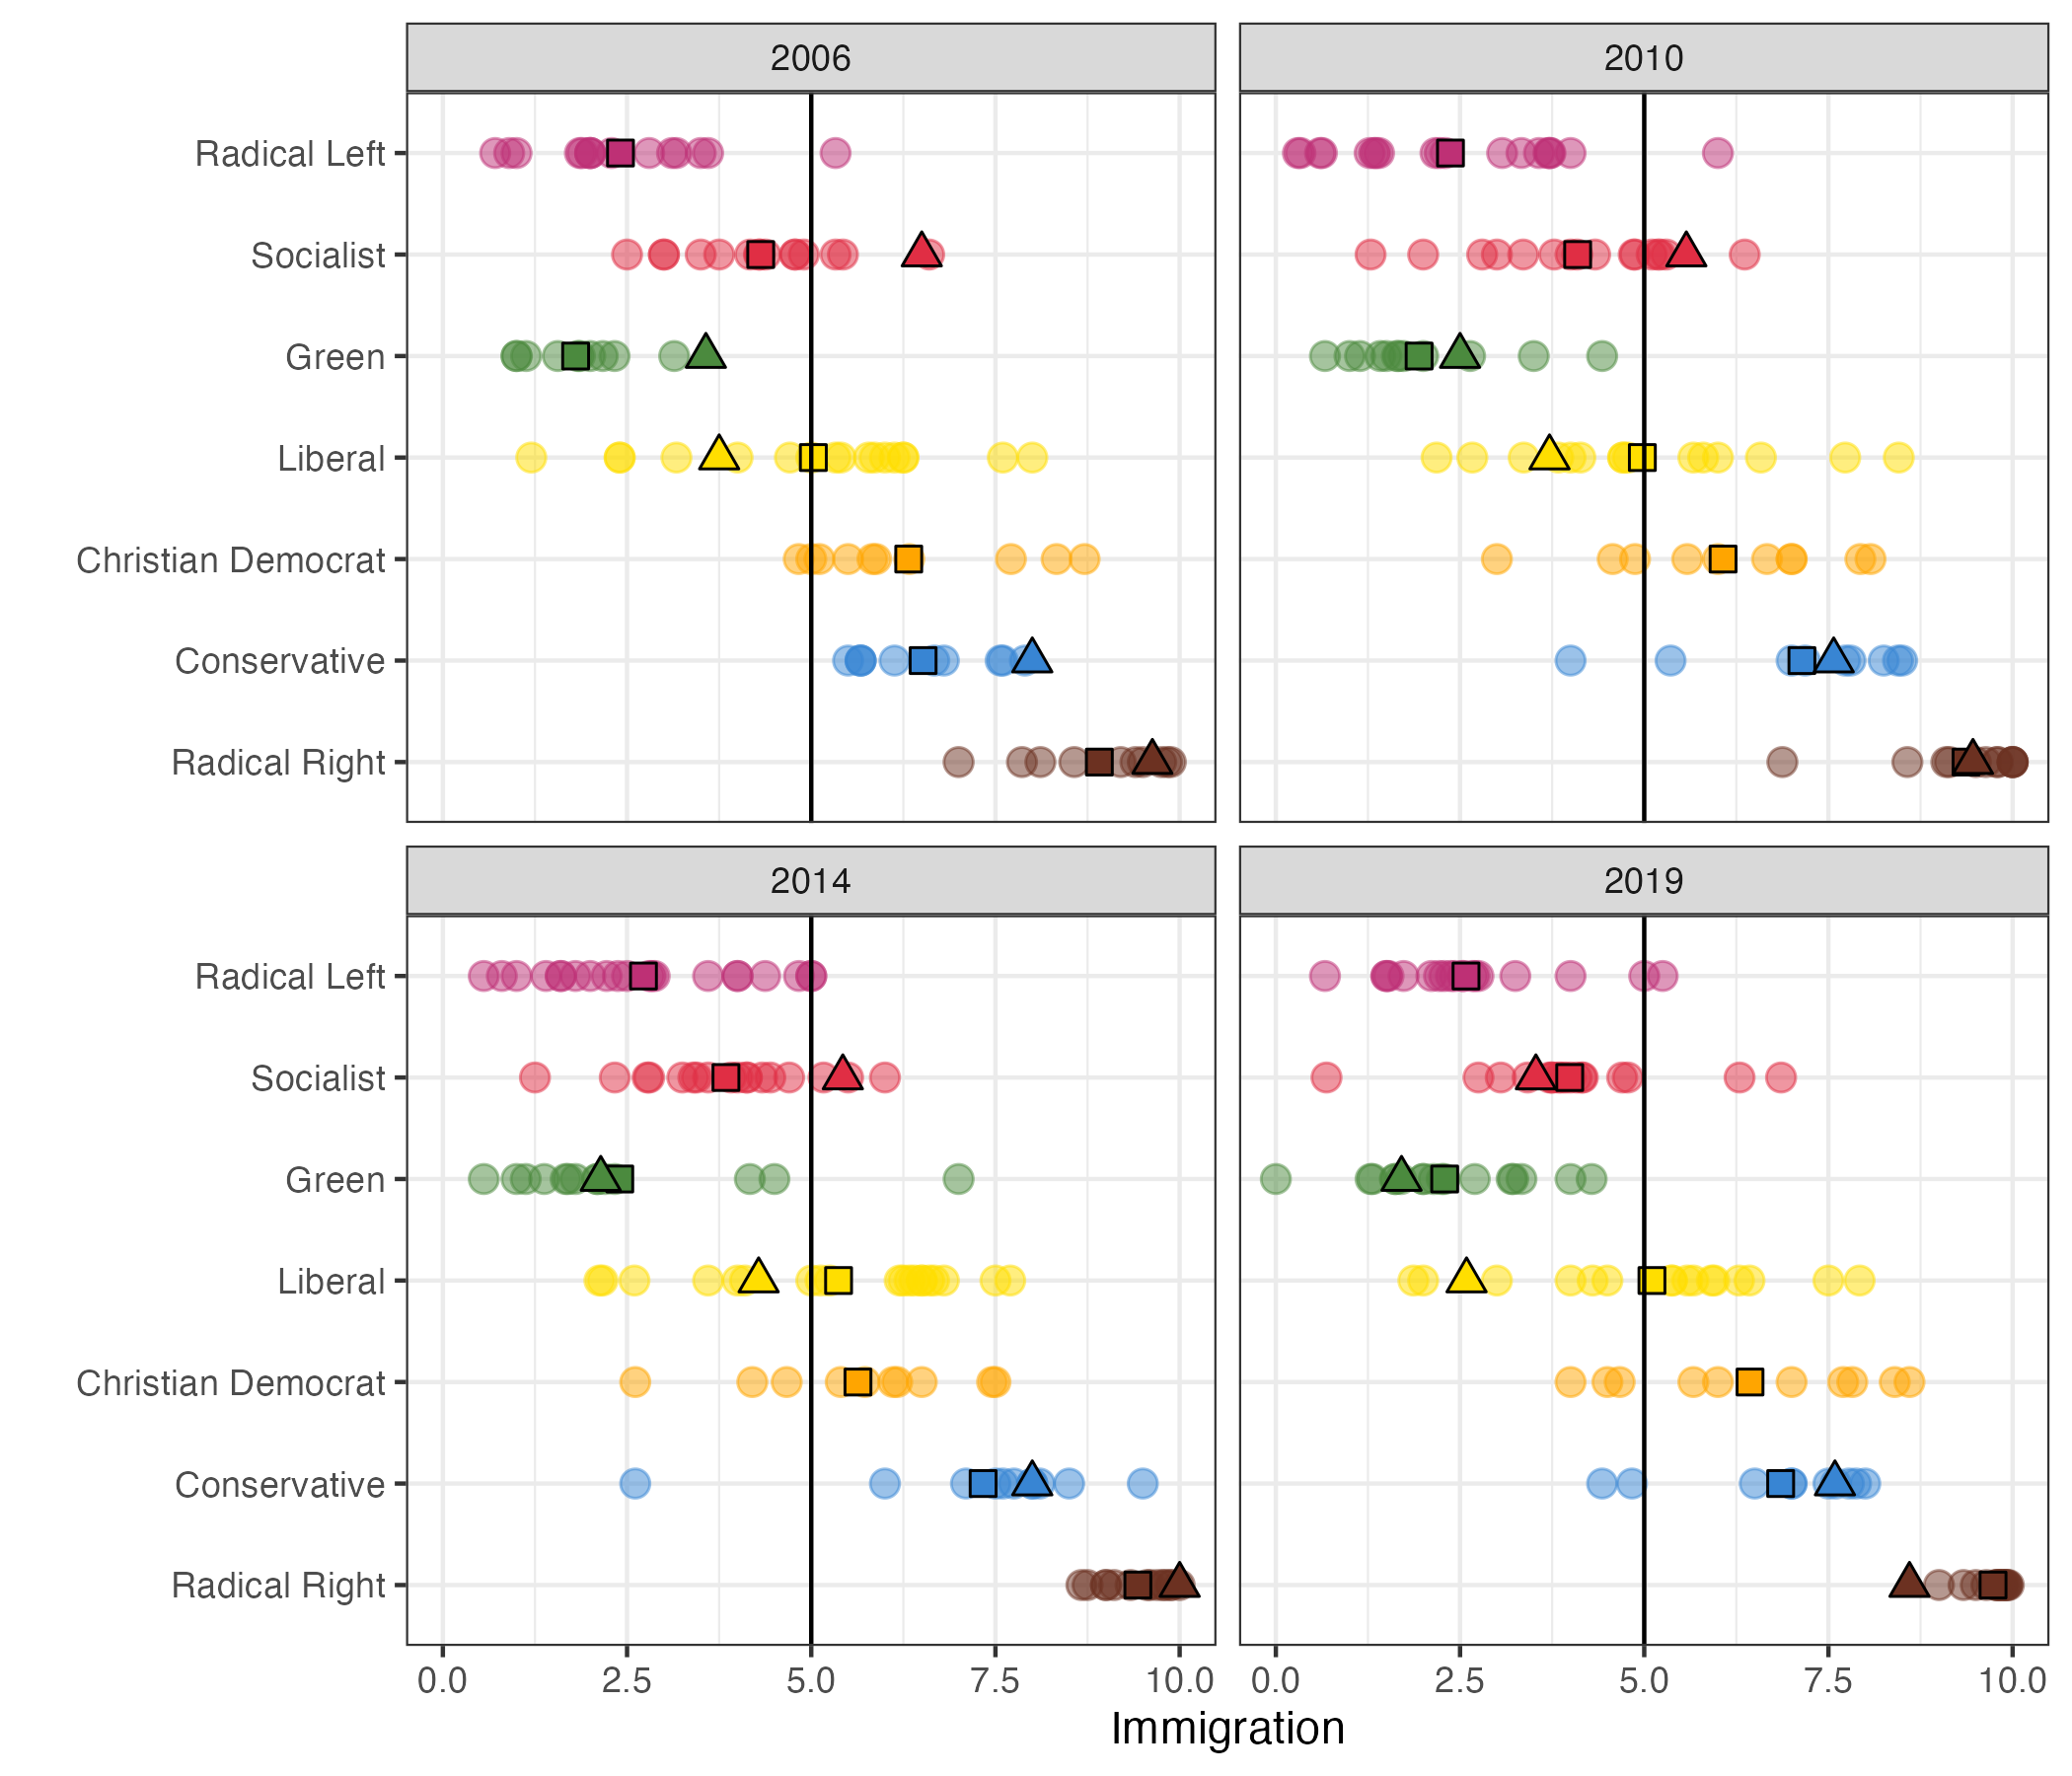 2006
2010
Radical Left
Socialist
Green
Liberal
Christian Democrat
Conservative
Radical Right
2014
2019
Radical Left
Socialist
Green
Liberal
Christian Democrat
Conservative
Radical Right
0.0 2.5 5.0 7.5 10.0 0.0 2.5 5.0 7.5 10.0
Immigration